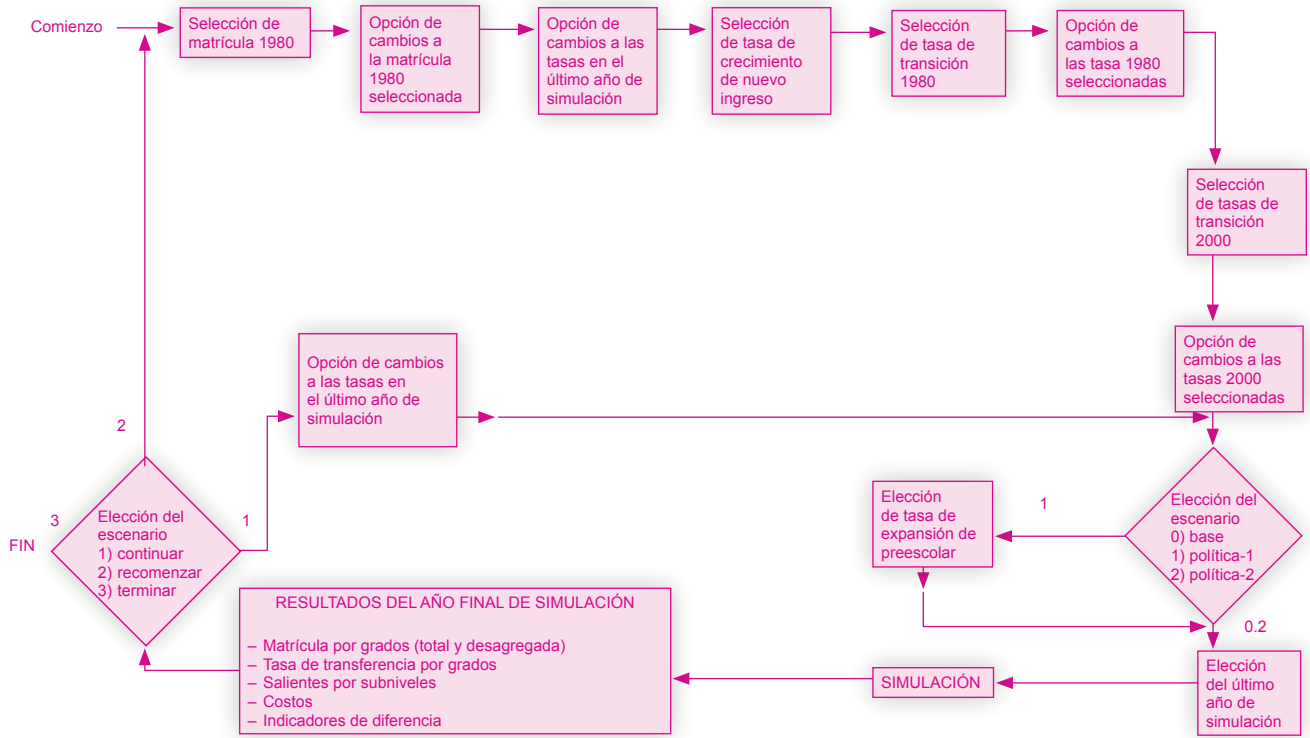 Comienzo
Selección de
matrícula 1980
Opción de
cambios a
la matrícula
1980
seleccionada
Opción de
cambios a las
tasas en el
último año de
simulación
Selección
de tasa de
crecimiento
de nuevo
ingreso
Selección
de tasa de
transición
1980
Opción de
cambios a
las tasa 1980
seleccionadas
Selección
de tasas de
transición
2000
Opción de
cambios a las
tasas 2000
seleccionadas
Opción de cambios
a las tasas en
el último año de
simulación
2
Elección del
escenario
0) base
1) política-1
2) política-2
1
Elección
de tasa de
expansión de
preescolar
0.2
Elección
del último
año de
simulación
SIMULACIÓN
RESULTADOS DEL AÑO FINAL DE SIMULACIÓN
– Matrícula por grados (total y desagregada)
– Tasa de transferencia por grados
– Salientes por subniveles
– Costos
– Indicadores de diferencia
Elección del
escenario
1) continuar
2) recomenzar
3) terminar
1
3
FIN